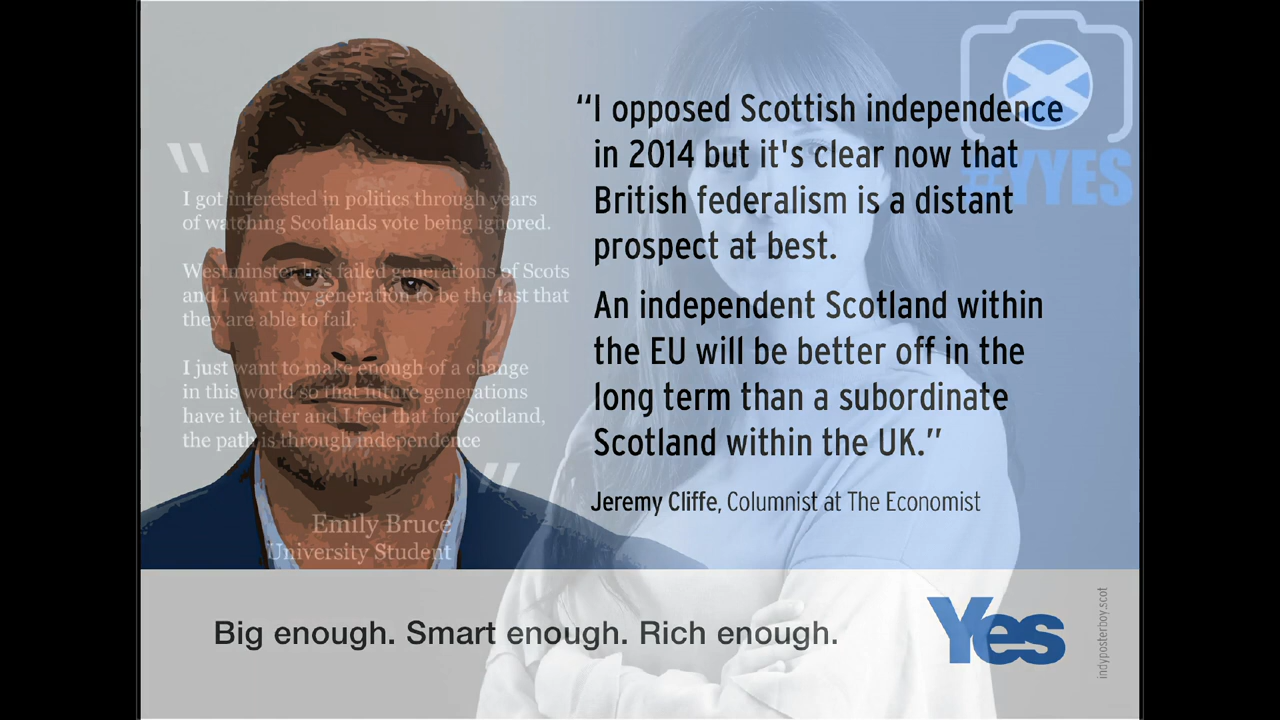 “I opposed Scottish independence
in 2014 but it's clear now that
British federalism is a distant
prospect at best.
An independent Scotland within
the EU will be better off in the
long term than a subordinate
Scotland within the UK.”
Jeremy Cliffe, Columnist at The Economist
I got interested in politics through years
of watching Scotlands vote being ignored.
Westminster has failed generations of Scots
and I want my generation to be the last that
they are able to fail.
I just want to make enough of a change
in this world so that future generations
have it better and I feel that for Scotland,
the path is through independence
Emily Bruce
University Student
Big enough. Smart enough. Rich enough.
Yes
indyposterboy.scot
YES